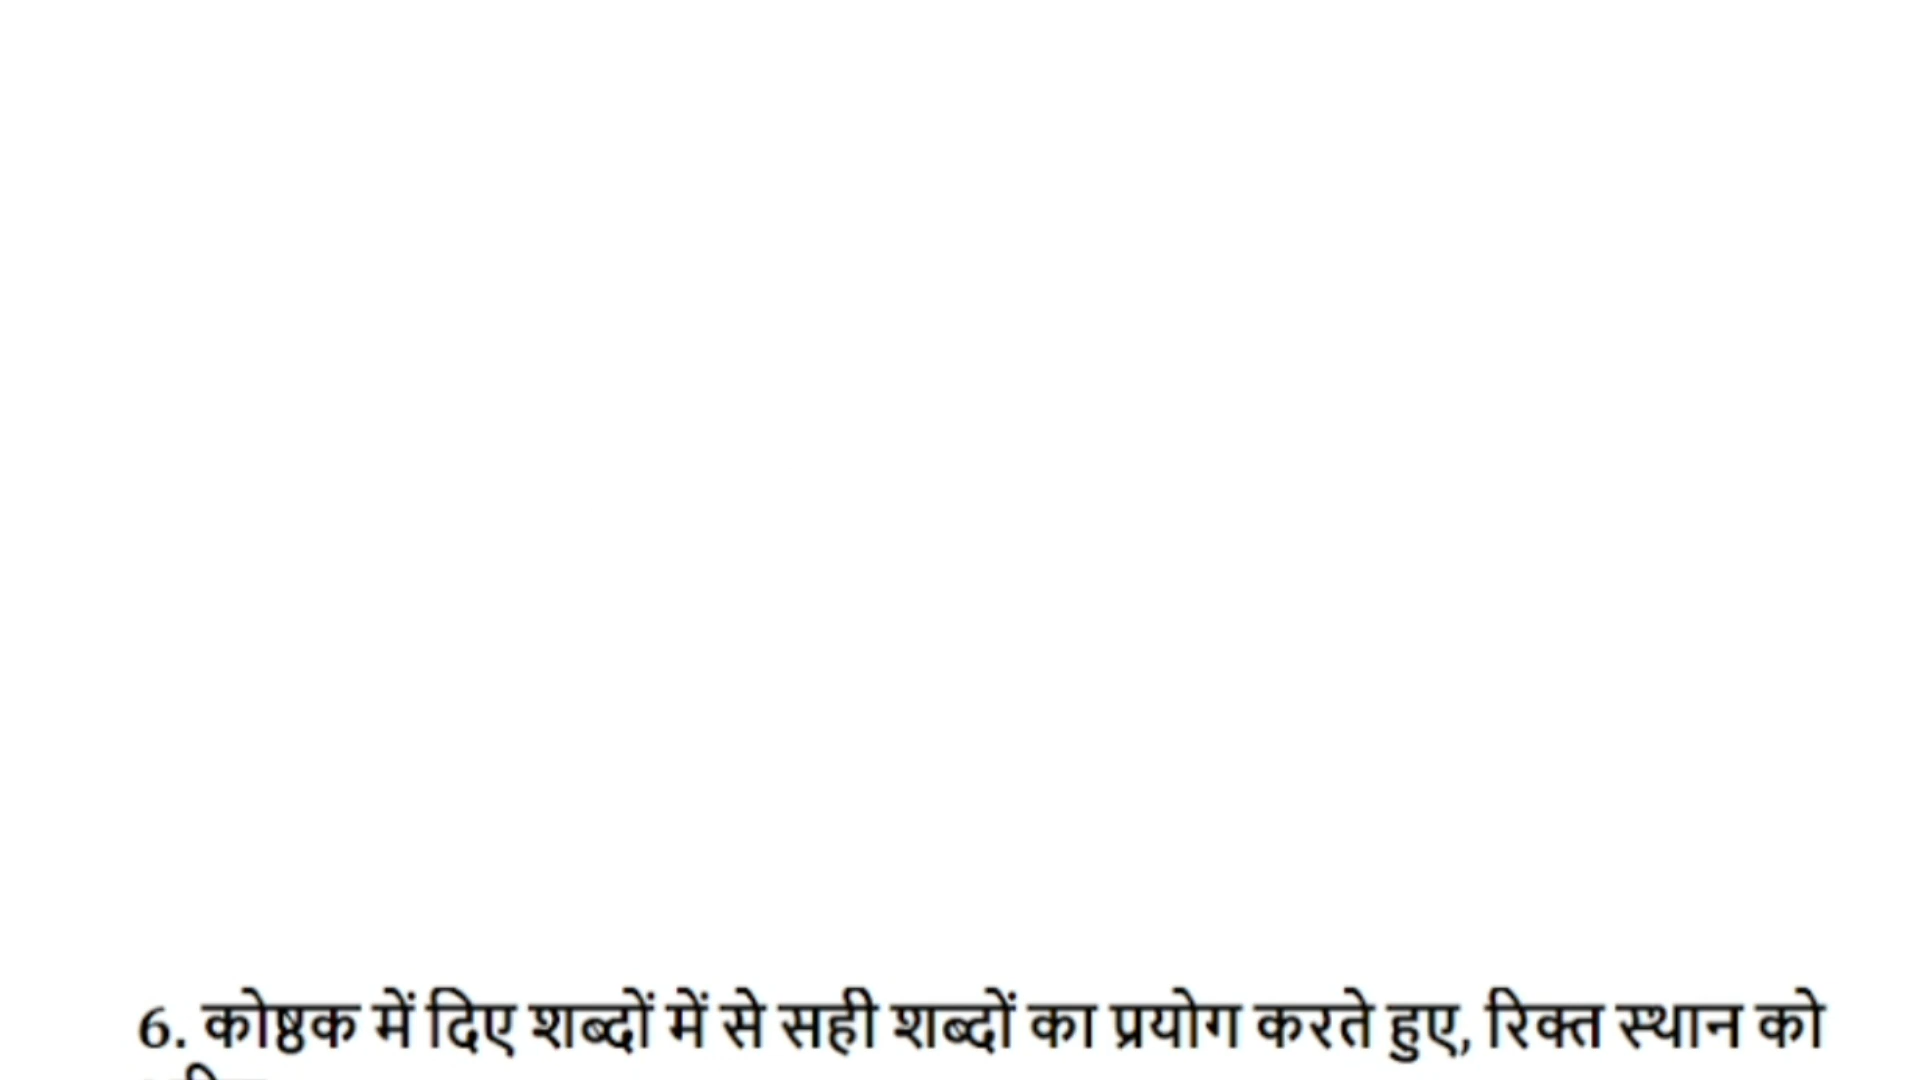 6. कोष्ठक में दिए शब्दों में से सही शब्दों का प्रयोग करते हुए, रिक्त स्थान को